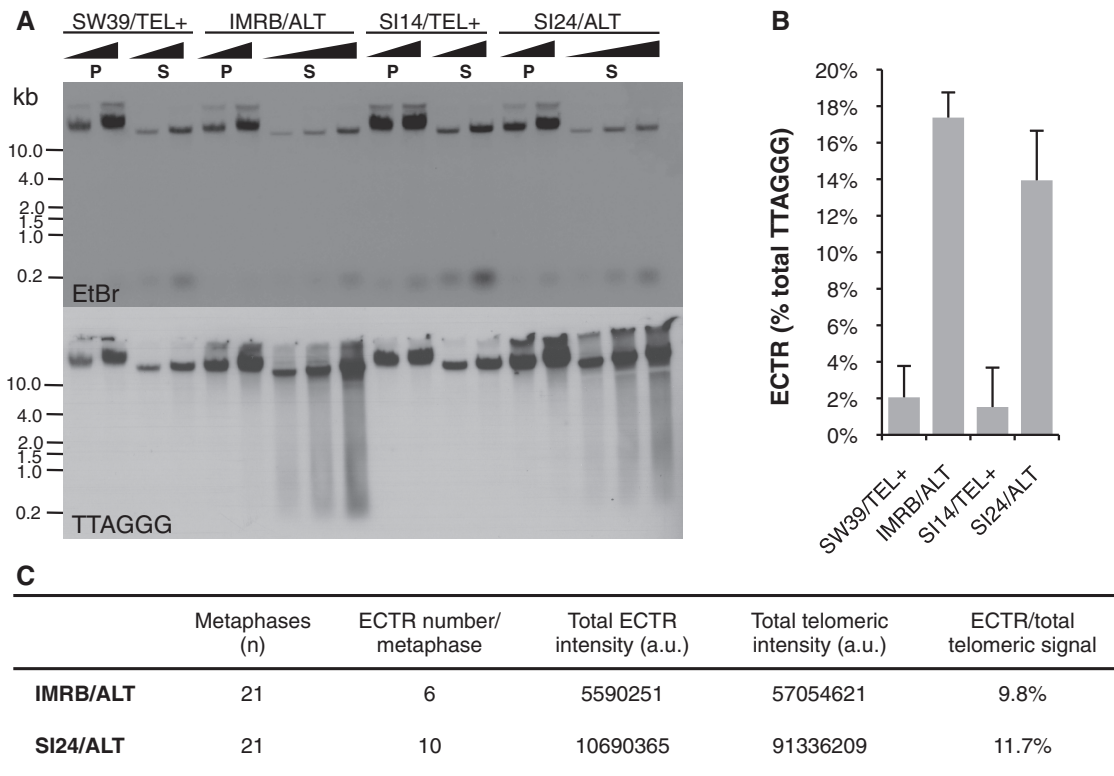 A
SW39/TEL+ IMRB/ALT SI14/TEL+ SI24/ALT
P S P S P S P S
kb
10.0
4.0
2.0
1.5
1.0
0.2
EtBr
10.0
4.0
2.0
1.5
1.0
0.2
TTAGGG
B
ECTR (% total TTAGGG)
20%
18%
16%
14%
12%
10%
8%
6%
4%
2%
0%
SW39/TEL+
IMRB/ALT
SI14/TEL+
SI24/ALT
C
Metaphases (n) ECTR number/metaphase Total ECTR intensity (a.u.) Total telomeric intensity (a.u.) ECTR/total telomeric signal
IMRB/ALT 21 6 5590251 57054621 9.8%
SI24/ALT 21 10 10690365 91336209 11.7%